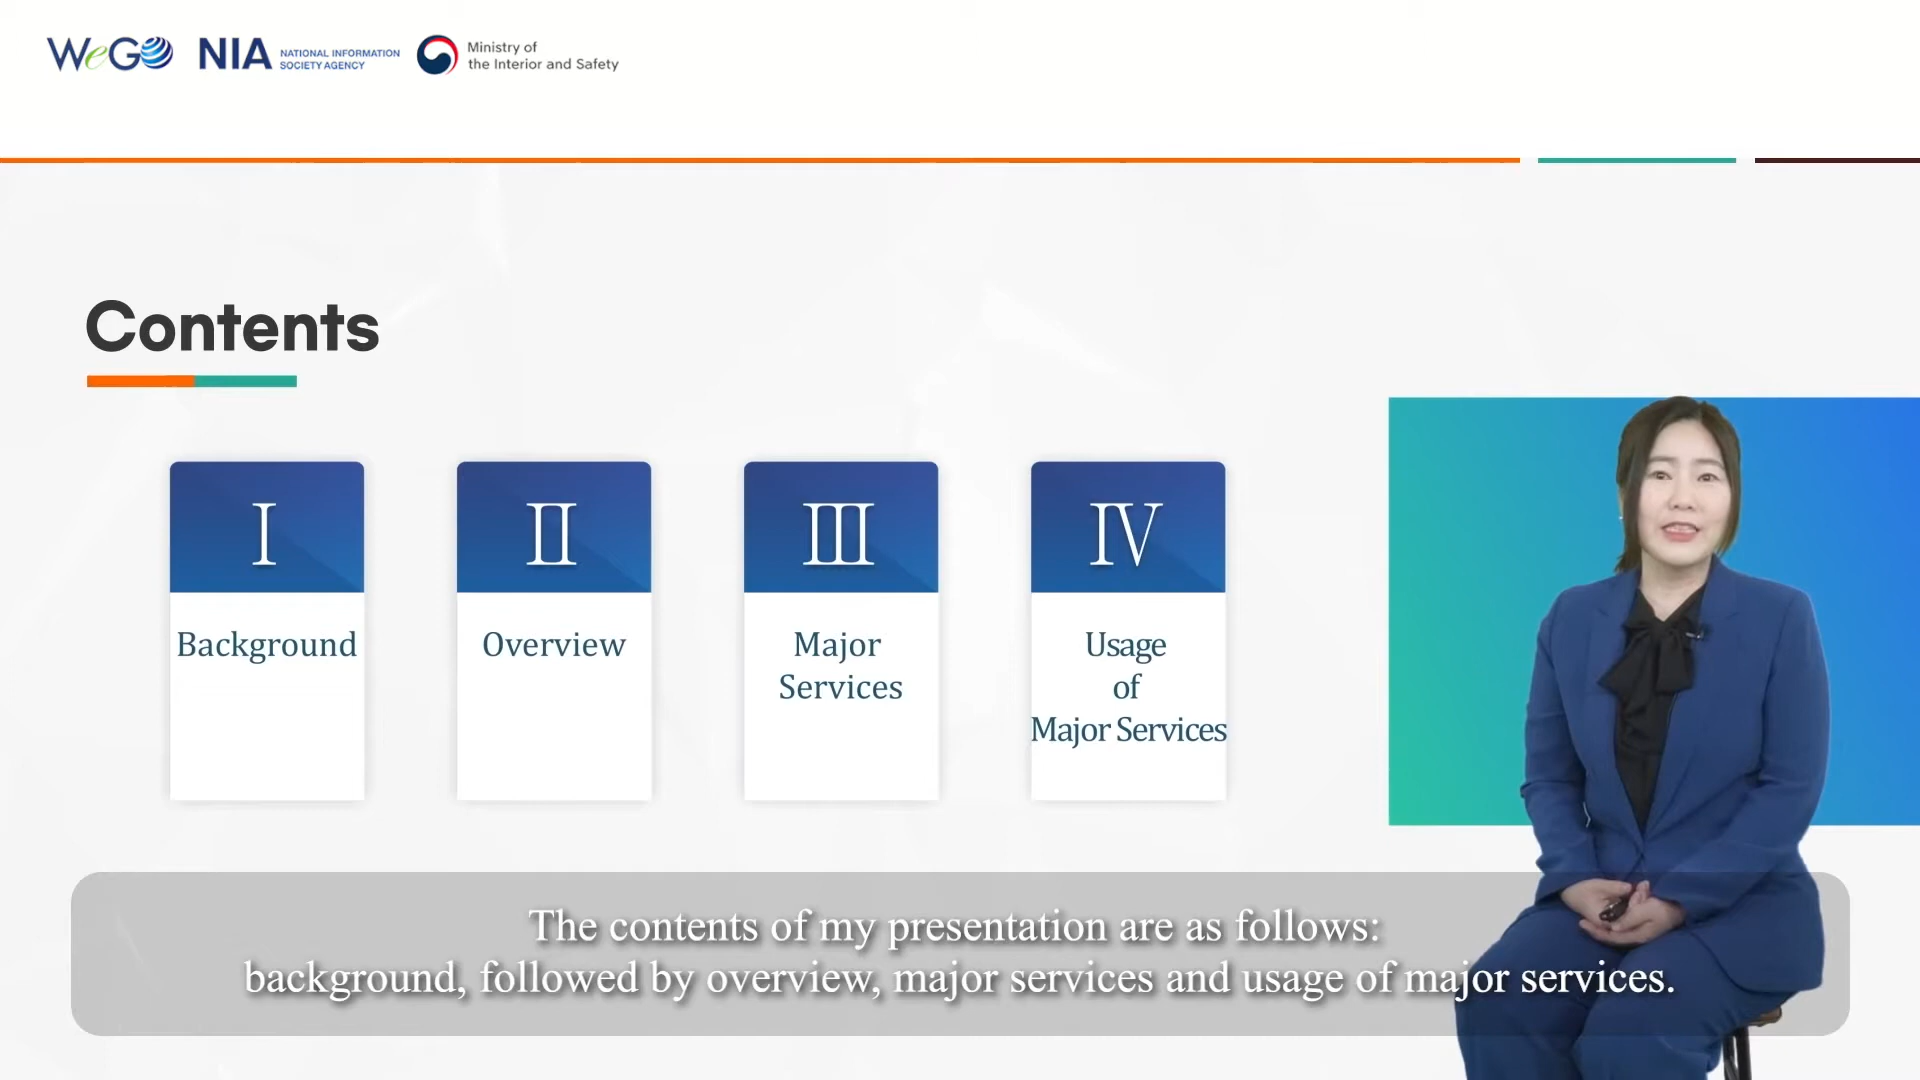 WeGO NIA NATIONAL INFORMATION SOCIETY AGENCY
Ministry of
the Interior and Safety
Contents
I
Background
II
Overview
III
Major
Services
IV
Usage
of
Major Services
The contents of my presentation are as follows:
background, followed by overview, major services and usage of major services.